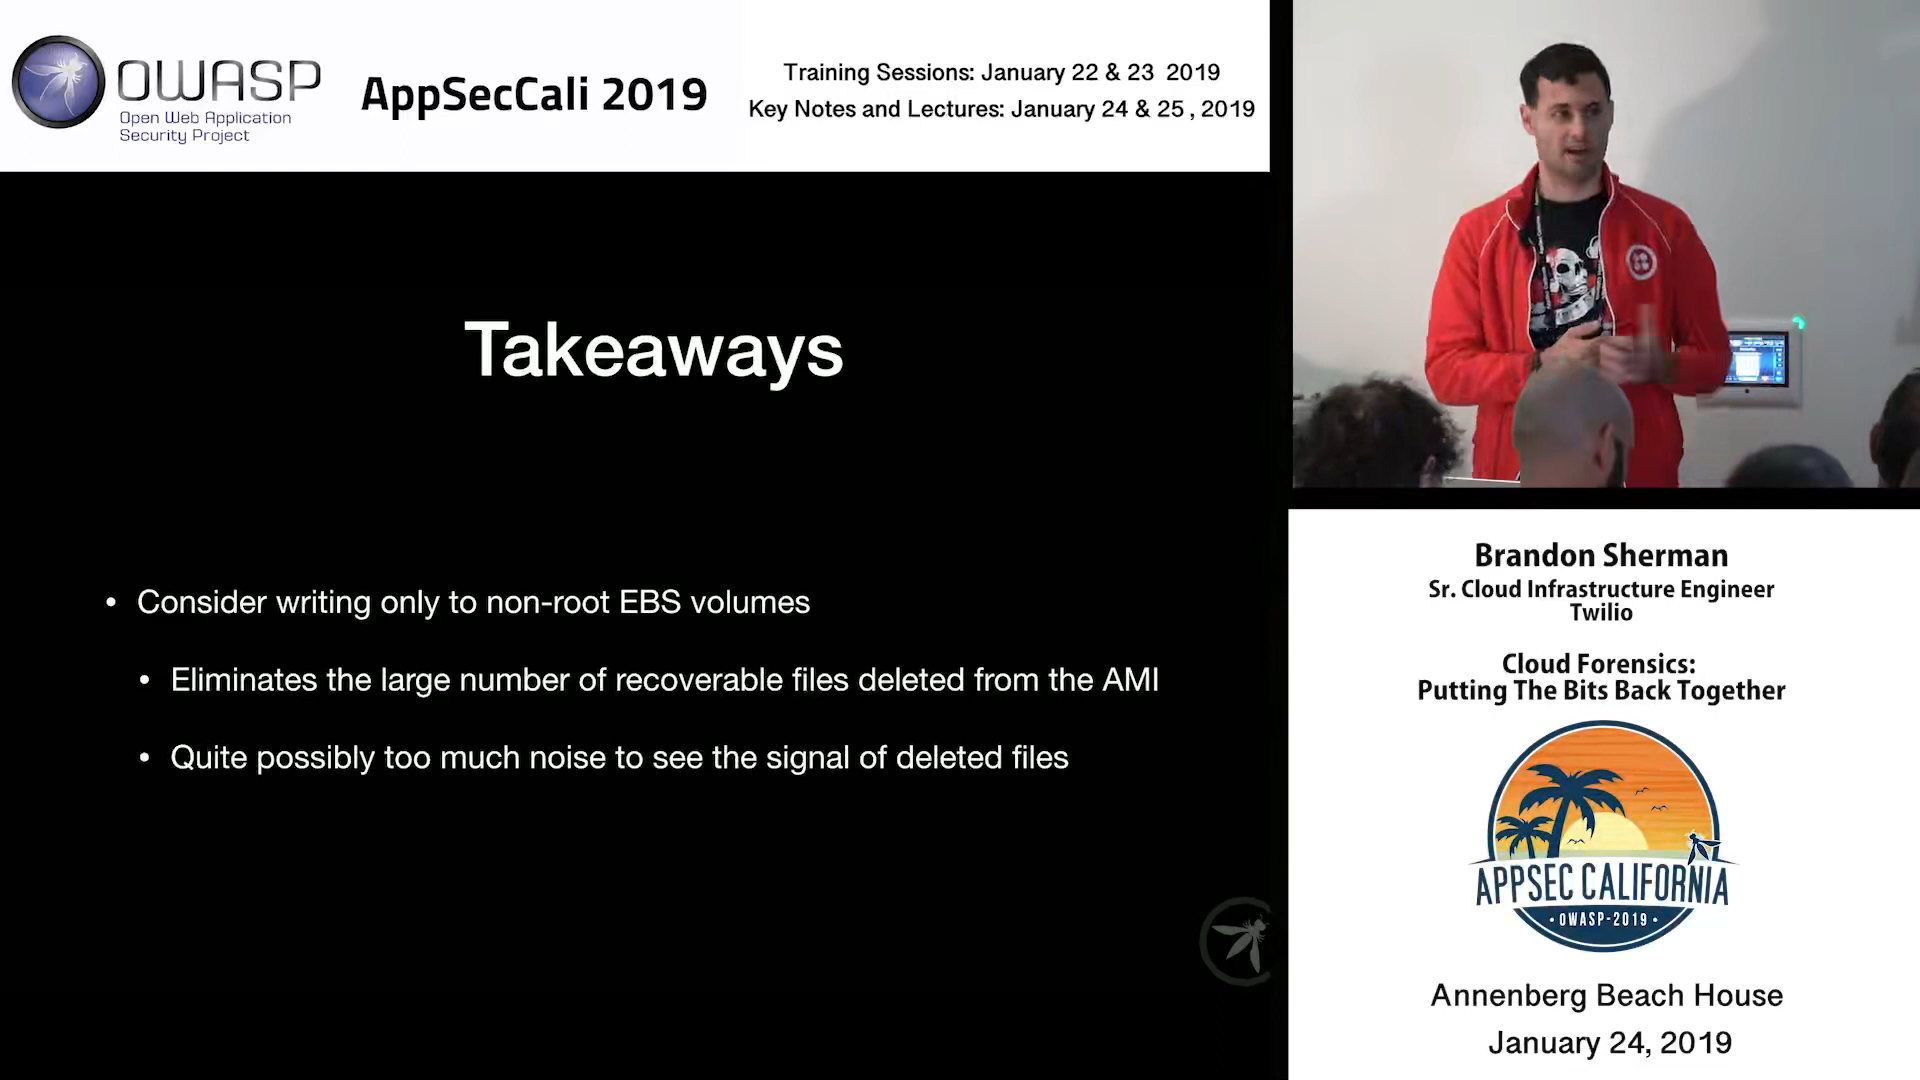 OWASP
Open Web Application
Security Project
AppSecCali 2019
Training Sessions: January 22 & 23 2019
Key Notes and Lectures: January 24 & 25 , 2019
Takeaways
• Consider writing only to non-root EBS volumes
• Eliminates the large number of recoverable files deleted from the AMI
• Quite possibly too much noise to see the signal of deleted files
Brandon Sherman
Sr. Cloud Infrastructure Engineer
Twilio
Cloud Forensics:
Putting The Bits Back Together
APPSEC CALIFORNIA
• OWASP-2019 •
Annenberg Beach House
January 24, 2019